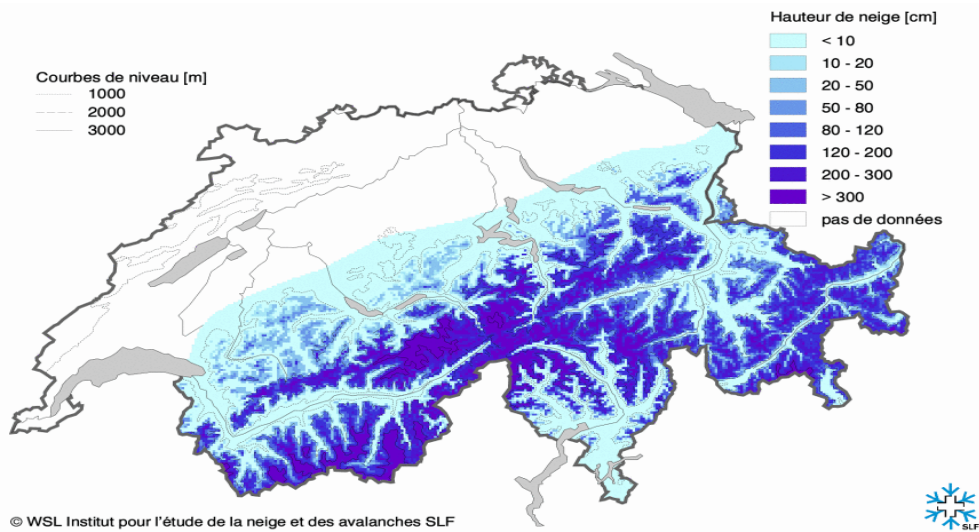 Hauteur de neige [cm]
< 10
10 - 20
20 - 50
50 - 80
80 - 120
120 - 200
200 - 300
> 300
pas de données
Courbes de niveau [m]
1000
2000
3000
© WSL Institut pour l'étude de la neige et des avalanches SLF
SLF